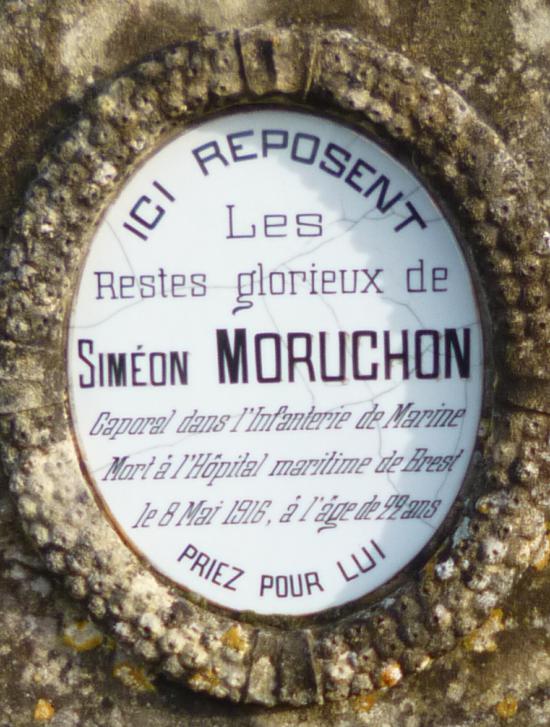 ICI REPOSENT
Les
Restes glorieux de
SIMÉON MORUCHON
Caporal dans l'Infanterie de Marine
Mort à l'Hôpital maritime de Brest
le 8 Mai 1916, à l'âge de 22 ans
PRIEZ POUR LUI